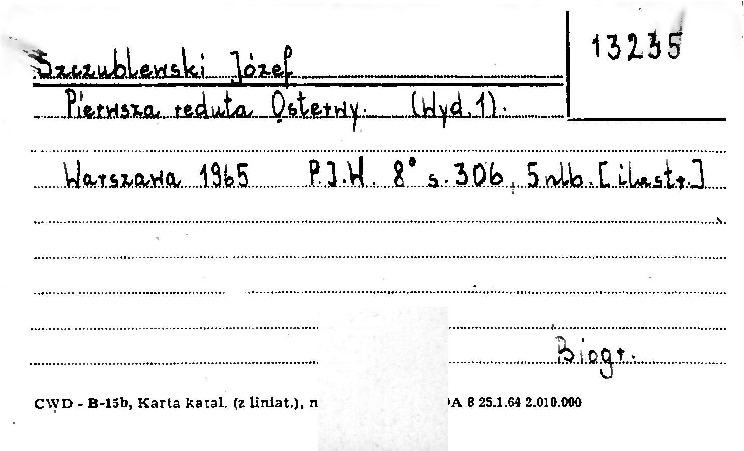 13235
Szczublewski Józef
Pierwsza reduta Osterwy. (Wyd. 1).
Warszawa 1965 P.I.W. 8° s. 306, 5 nlb. [ilustr.]
Biogr.
CWD - B-15b, Karta katal. (z liniat.), n DA 8 25.1.64 2.010.000